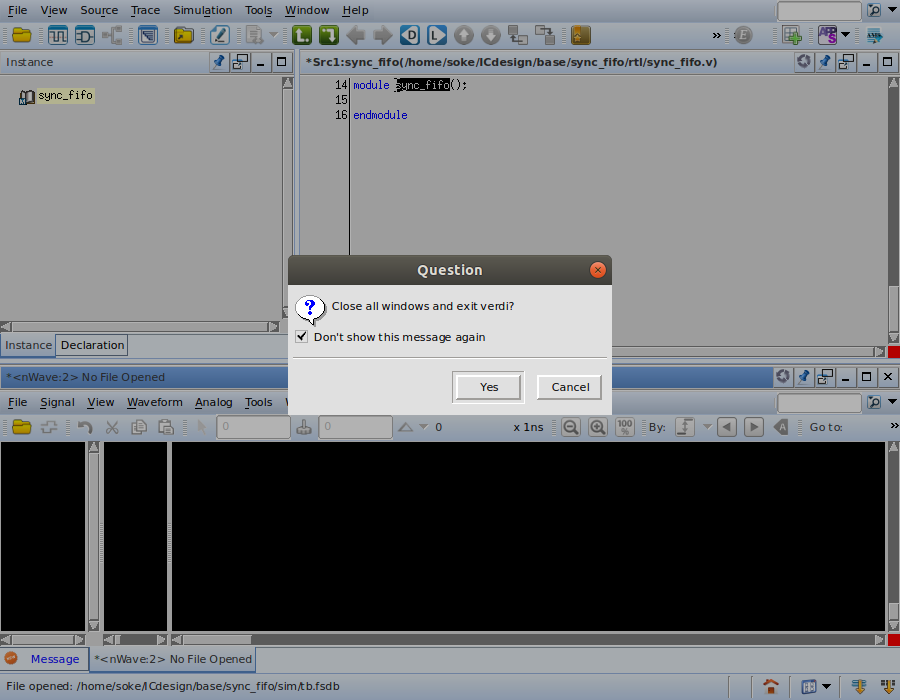 File View Source Trace Simulation Tools Window Help
Instance
*Src1:sync_fifo(/home/soke/ICdesign/base/sync_fifo/rtl/sync_fifo.v)
sync_fifo
14 module sync_fifo();
15
16 endmodule
Question
Close all windows and exit verdi?
Don't show this message again
Yes Cancel
Instance Declaration
*<nWave:2> No File Opened
File Signal View Waveform Analog Tools
0 0 0 x 1ns 100 % By: Go to: »
Message *<nWave:2> No File Opened
File opened: /home/soke/ICdesign/base/sync_fifo/sim/tb.fsdb